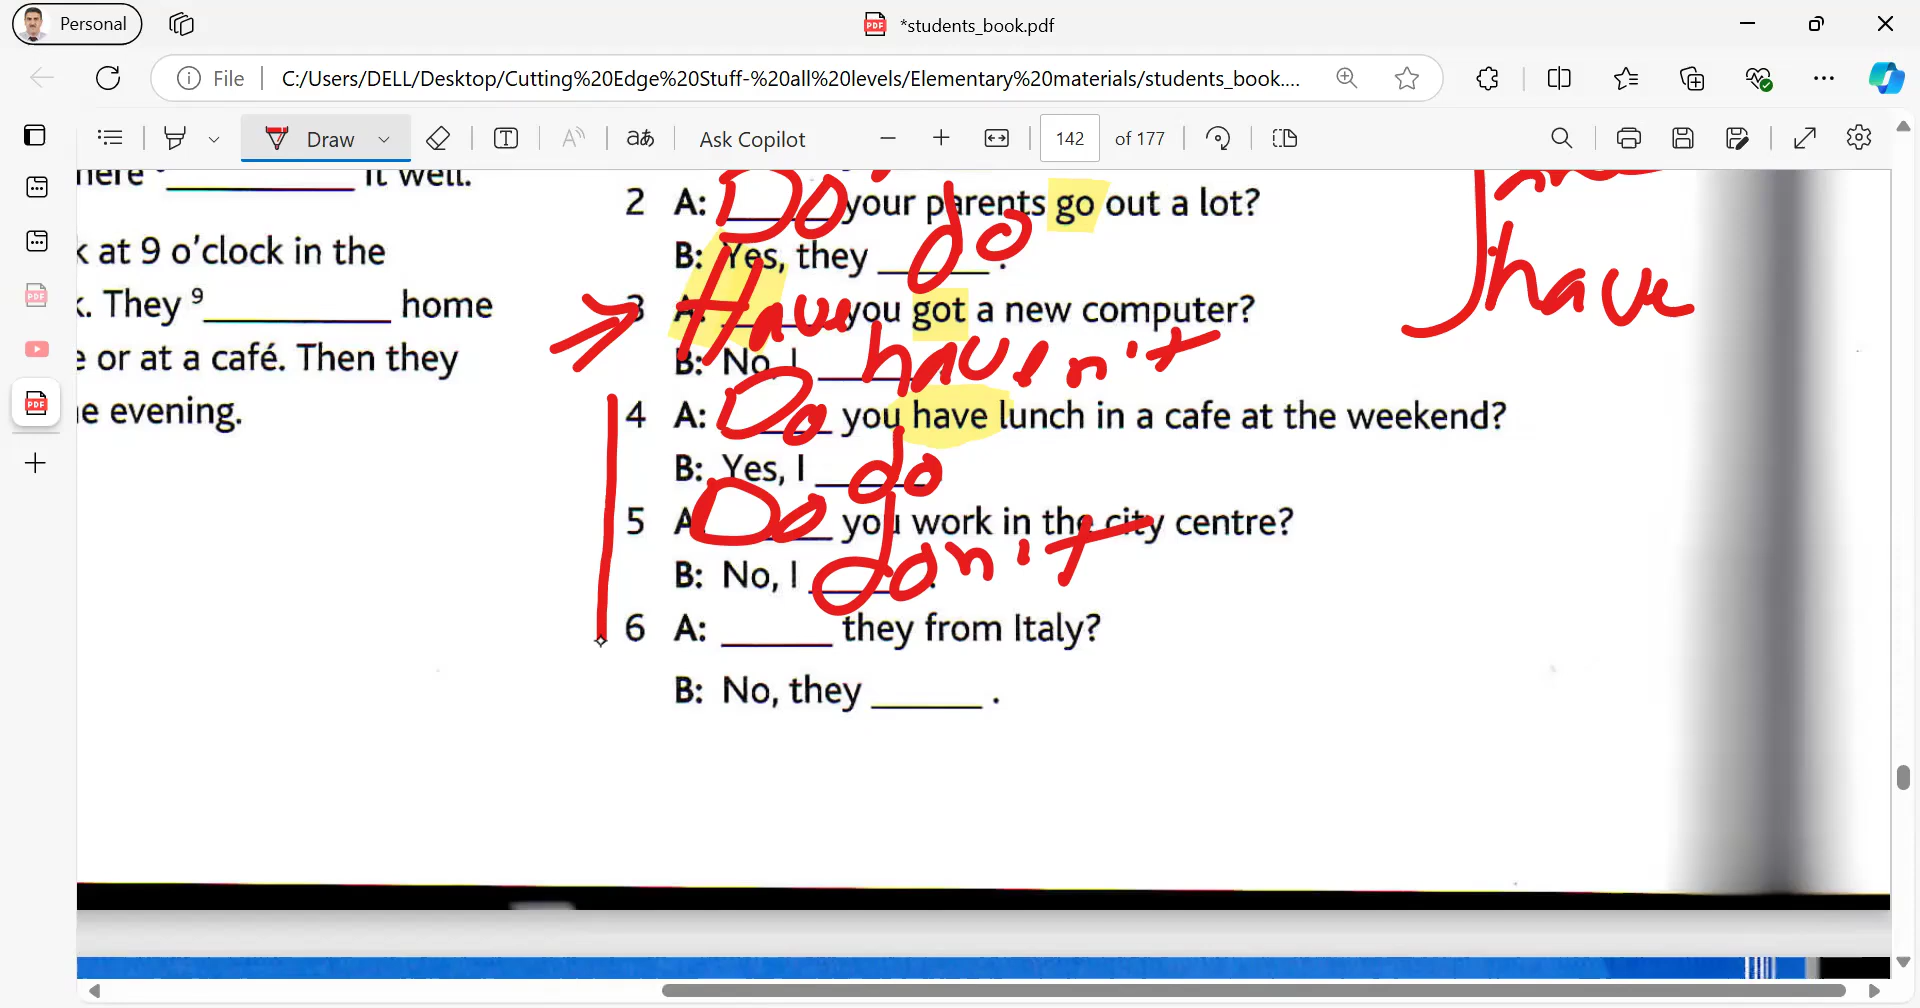 Personal
*students_book.pdf
File
C:/Users/DELL/Desktop/Cutting%20Edge%20Stuff-%20all%20levels/Elementary%20materials/students_book....
Draw
Ask Copilot
142 of 177
here ⁵__________ it well.
k at 9 o'clock in the
k. They ⁹__________ home
e or at a café. Then they
e evening.
2 A: Do your parents go out a lot?
B: Yes, they do.
3 A: Have you got a new computer?
B: No, I haven't
4 A: Do you have lunch in a cafe at the weekend?
B: Yes, I do
5 A: Do you work in the city centre?
B: No, I don't.
6 A: ______ they from Italy?
B: No, they ______ .
have